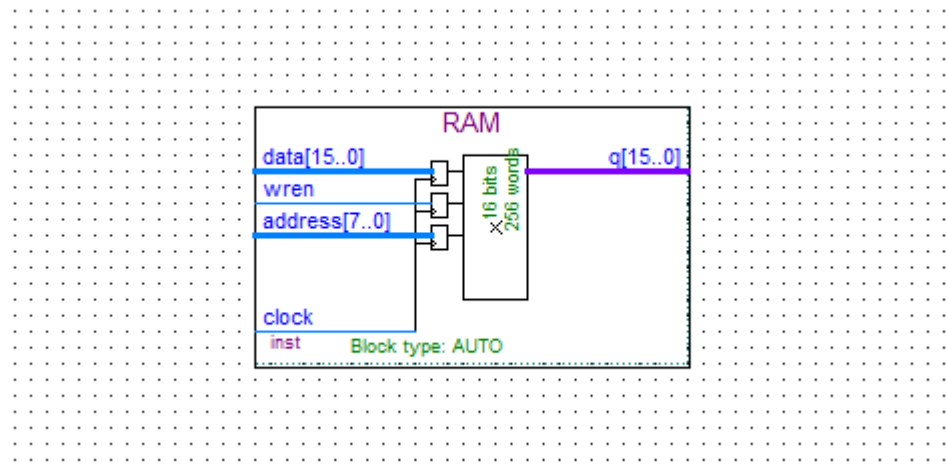 RAM
data[15..0]
wren
address[7..0]
clock
inst
Block type: AUTO
16 bits
256 words
q[15..0]